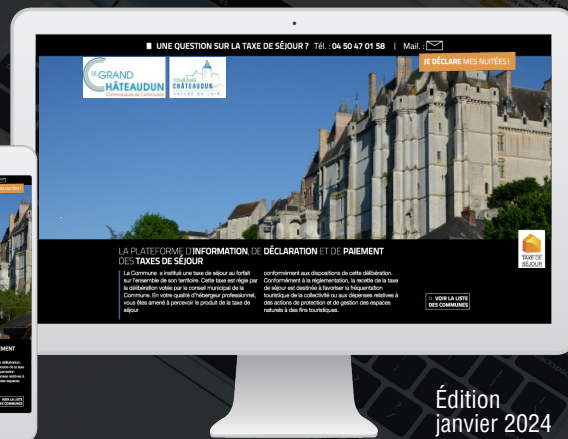 UNE QUESTION SUR LA TAXE DE SÉJOUR ? Tél. : 04 50 47 01 58 | Mail. :
JE DÉCLARE MES NUITÉES !
LE GRAND
CHÂTEAUDUN
Communauté de Communes
TOURISME
CHÂTEAUDUN
VALLÉE DU LOIR
LA PLATEFORME D'INFORMATION, DE DÉCLARATION ET DE PAIEMENT
DES TAXES DE SÉJOUR
La Commune a institué une taxe de séjour au forfait
sur l'ensemble de son territoire. Cette taxe est régie par
la délibération votée par le conseil municipal de la
Commune. En votre qualité d'hébergeur professionnel,
vous êtes amené à percevoir le produit de la taxe de
séjour
conformément aux dispositions de cette délibération.
Conformément à la réglementation, la recette de la taxe
de séjour est destinée à favoriser la fréquentation
touristique de la collectivité ou aux dépenses relatives à
des actions de protection et de gestion des espaces
naturels à des fins touristiques.
TAXE DE
SÉJOUR
VOIR LA LISTE
DES COMMUNES
EMENT
VOIR LA LISTE
DES COMMUNES
Édition
janvier 2024